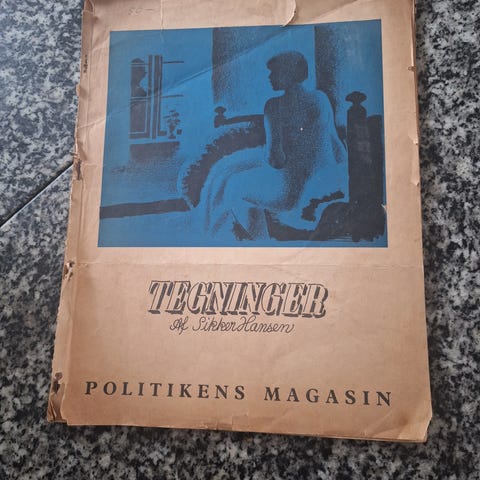 TEGNINGER
Af Sikker Hansen
POLITIKENS MAGASIN